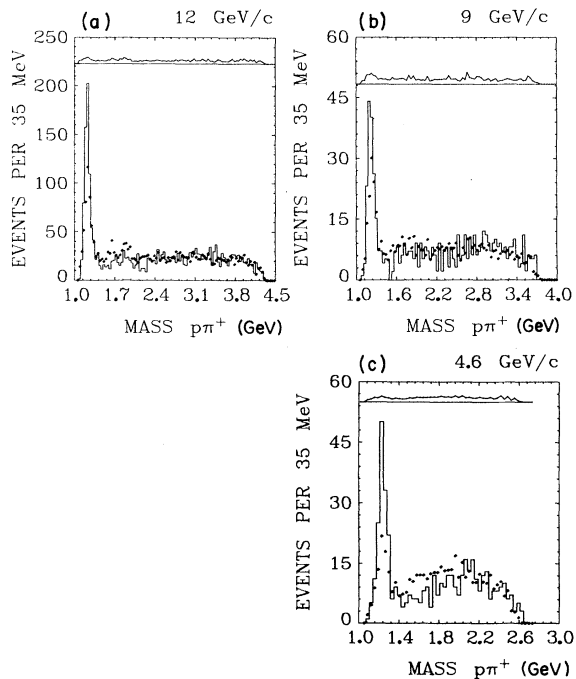 (a) 12 GeV/c
250
200
150
100
50
0
1.0 1.7 2.4 3.1 3.8 4.5
EVENTS PER 35 MeV
MASS pπ⁺ (GeV)
(b) 9 GeV/c
60
45
30
15
0
1.0 1.6 2.2 2.8 3.4 4.0
EVENTS PER 35 MeV
MASS pπ⁺ (GeV)
(c) 4.6 GeV/c
60
45
30
15
0
1.0 1.4 1.8 2.2 2.6 3.0
EVENTS PER 35 MeV
MASS pπ⁺ (GeV)